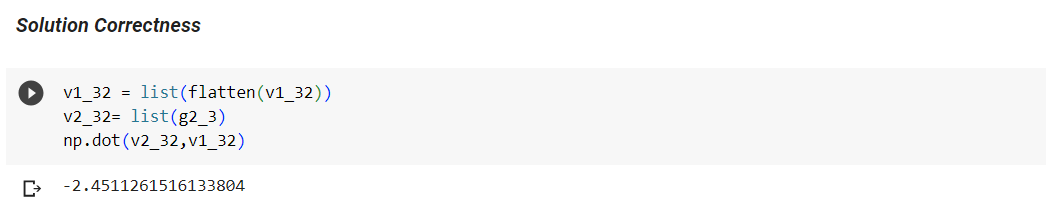 Solution Correctness
v1_32 = list(flatten(v1_32))
v2_32= list(g2_3)
np.dot(v2_32,v1_32)
-2.4511261516133804